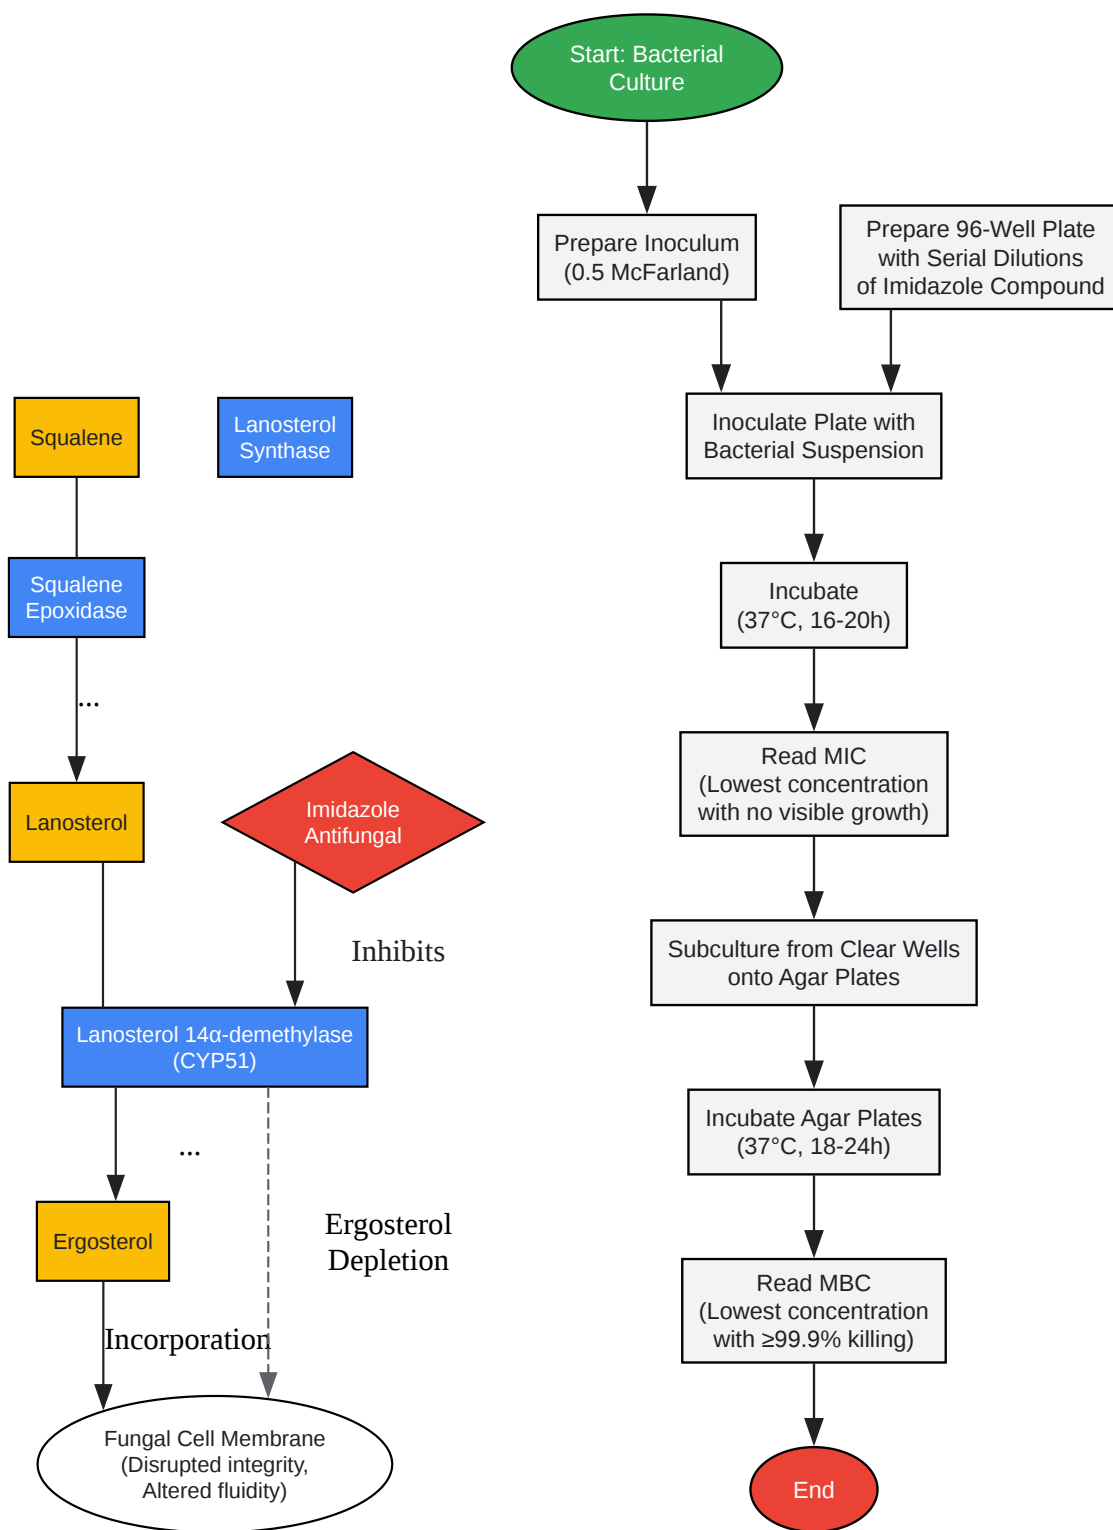 Start: Bacterial
Culture
Prepare Inoculum
(0.5 McFarland)
Prepare 96-Well Plate
with Serial Dilutions
of Imidazole Compound
Inoculate Plate with
Bacterial Suspension
Incubate
(37°C, 16-20h)
Read MIC
(Lowest concentration
with no visible growth)
Subculture from Clear Wells
onto Agar Plates
Incubate Agar Plates
(37°C, 18-24h)
Read MBC
(Lowest concentration
with ≥99.9% killing)
End
Squalene
Lanosterol
Synthase
Squalene
Epoxidase
...
Lanosterol
Imidazole
Antifungal
Inhibits
Lanosterol 14α-demethylase
(CYP51)
...
Ergosterol
Ergosterol
Depletion
Incorporation
Fungal Cell Membrane
(Disrupted integrity,
Altered fluidity)